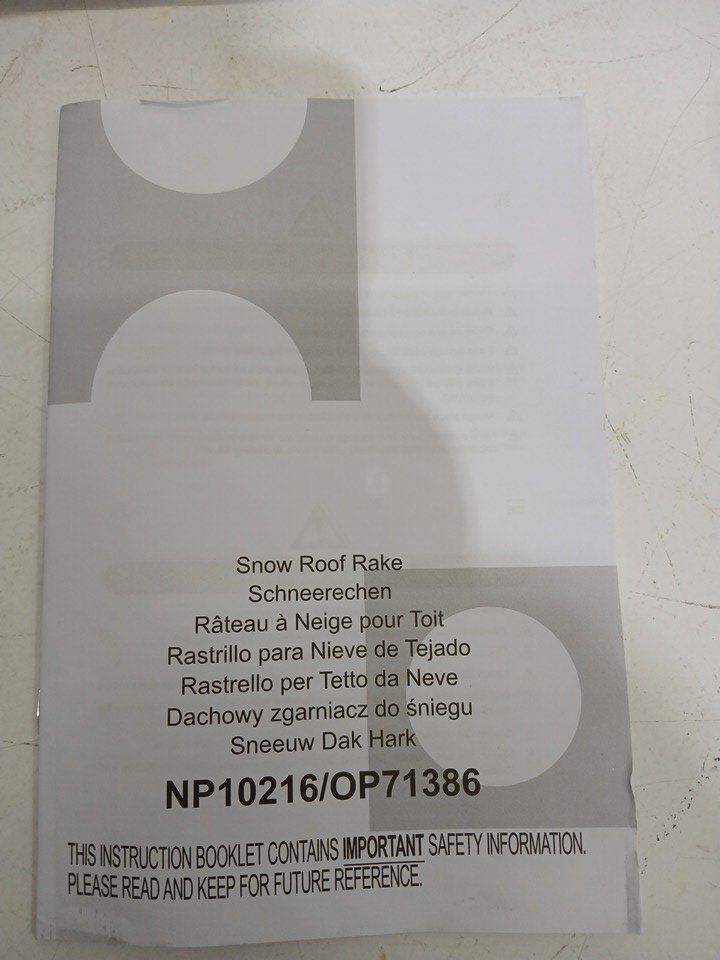 Snow Roof Rake
Schneerechen
Râteau à Neige pour Toit
Rastrillo para Nieve de Tejado
Rastrello per Tetto da Neve
Dachowy zgarniacz do śniegu
Sneeuw Dak Hark
NP10216/OP71386
THIS INSTRUCTION BOOKLET CONTAINS IMPORTANT SAFETY INFORMATION.
PLEASE READ AND KEEP FOR FUTURE REFERENCE.